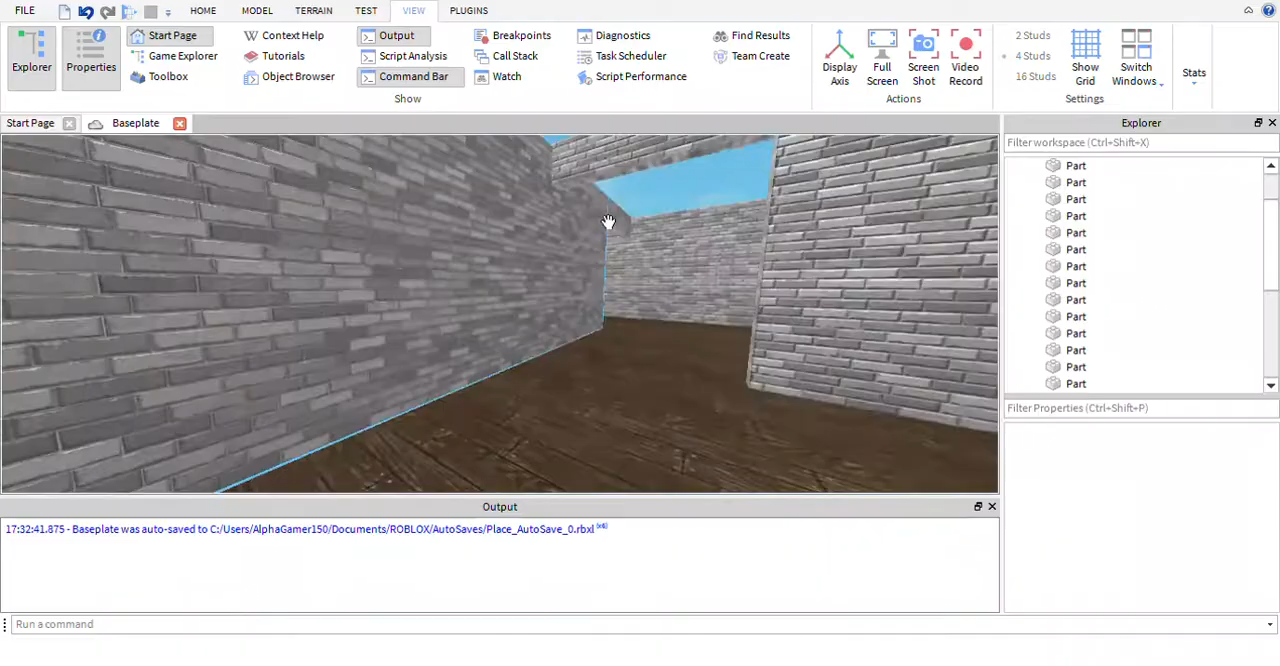 FILE HOME MODEL TERRAIN TEST VIEW PLUGINS
Explorer
Properties
Start Page
Game Explorer
Toolbox
Context Help
Tutorials
Object Browser
Output
Script Analysis
Command Bar
Breakpoints
Call Stack
Watch
Diagnostics
Task Scheduler
Script Performance
Find Results
Team Create
Show
Display
Axis
Full
Screen
Screen
Shot
Video
Record
Actions
2 Studs
4 Studs
16 Studs
Show
Grid
Switch
Windows
Settings
Stats
Start Page
Baseplate
Explorer
Filter workspace (Ctrl+Shift+X)
Part
Part
Part
Part
Part
Part
Part
Part
Part
Part
Part
Part
Part
Part
Filter Properties (Ctrl+Shift+P)
Output
17:32:41.875 - Baseplate was auto-saved to C:/Users/AlphaGamer150/Documents/ROBLOX/AutoSaves/Place_AutoSave_0.rbxl
Run a command